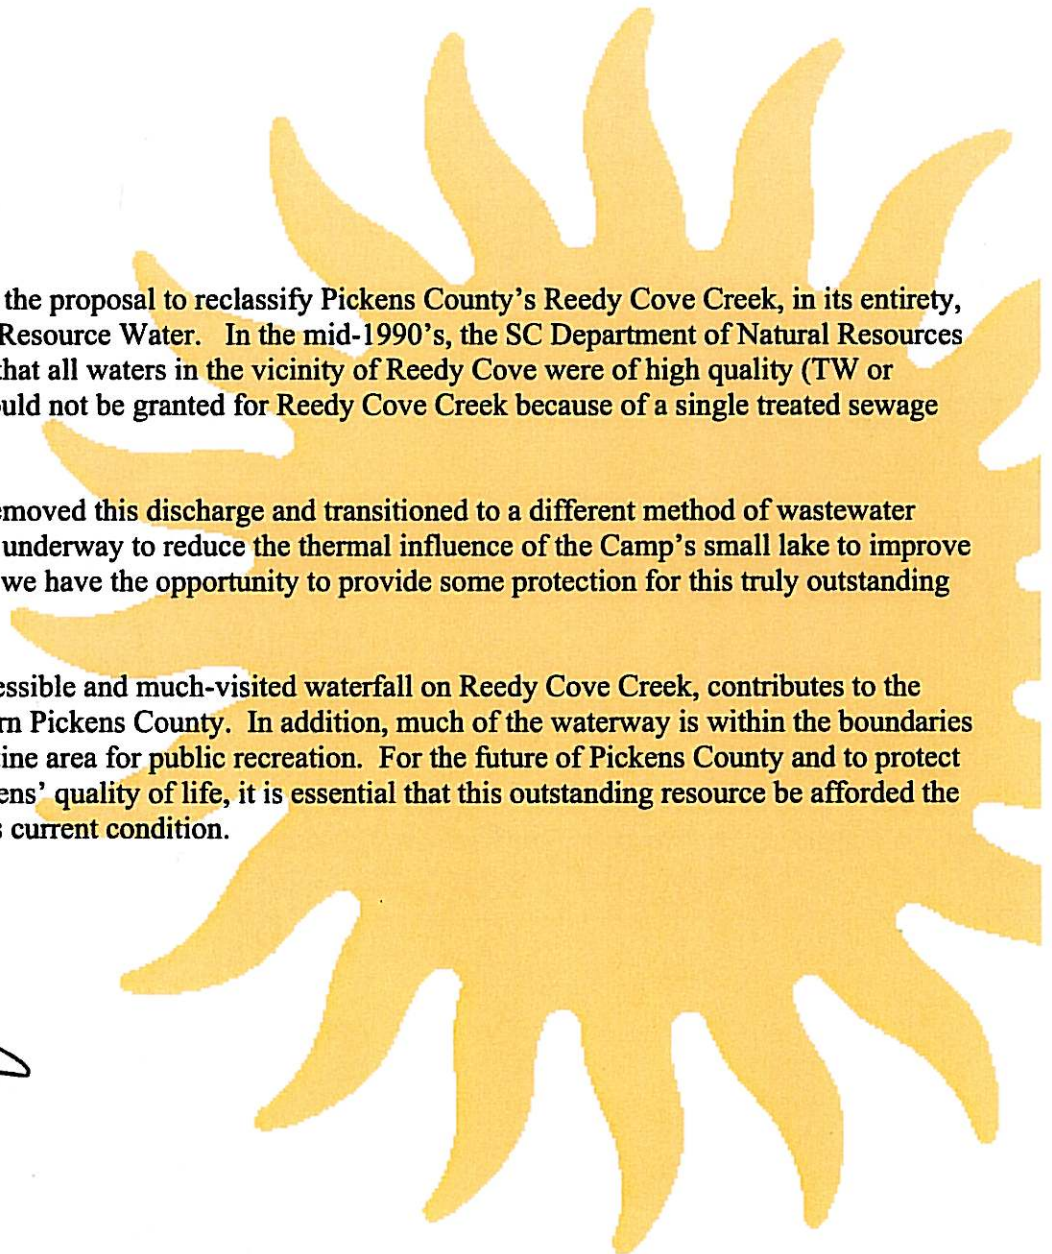 the proposal to reclassify Pickens County's Reedy Cove Creek, in its entirety,
Resource Water. In the mid-1990's, the SC Department of Natural Resources
that all waters in the vicinity of Reedy Cove were of high quality (TW or
ould not be granted for Reedy Cove Creek because of a single treated sewage
emoved this discharge and transitioned to a different method of wastewater
underway to reduce the thermal influence of the Camp's small lake to improve
we have the opportunity to provide some protection for this truly outstanding
essible and much-visited waterfall on Reedy Cove Creek, contributes to the
rn Pickens County. In addition, much of the waterway is within the boundaries
tine area for public recreation. For the future of Pickens County and to protect
ens' quality of life, it is essential that this outstanding resource be afforded the
s current condition.